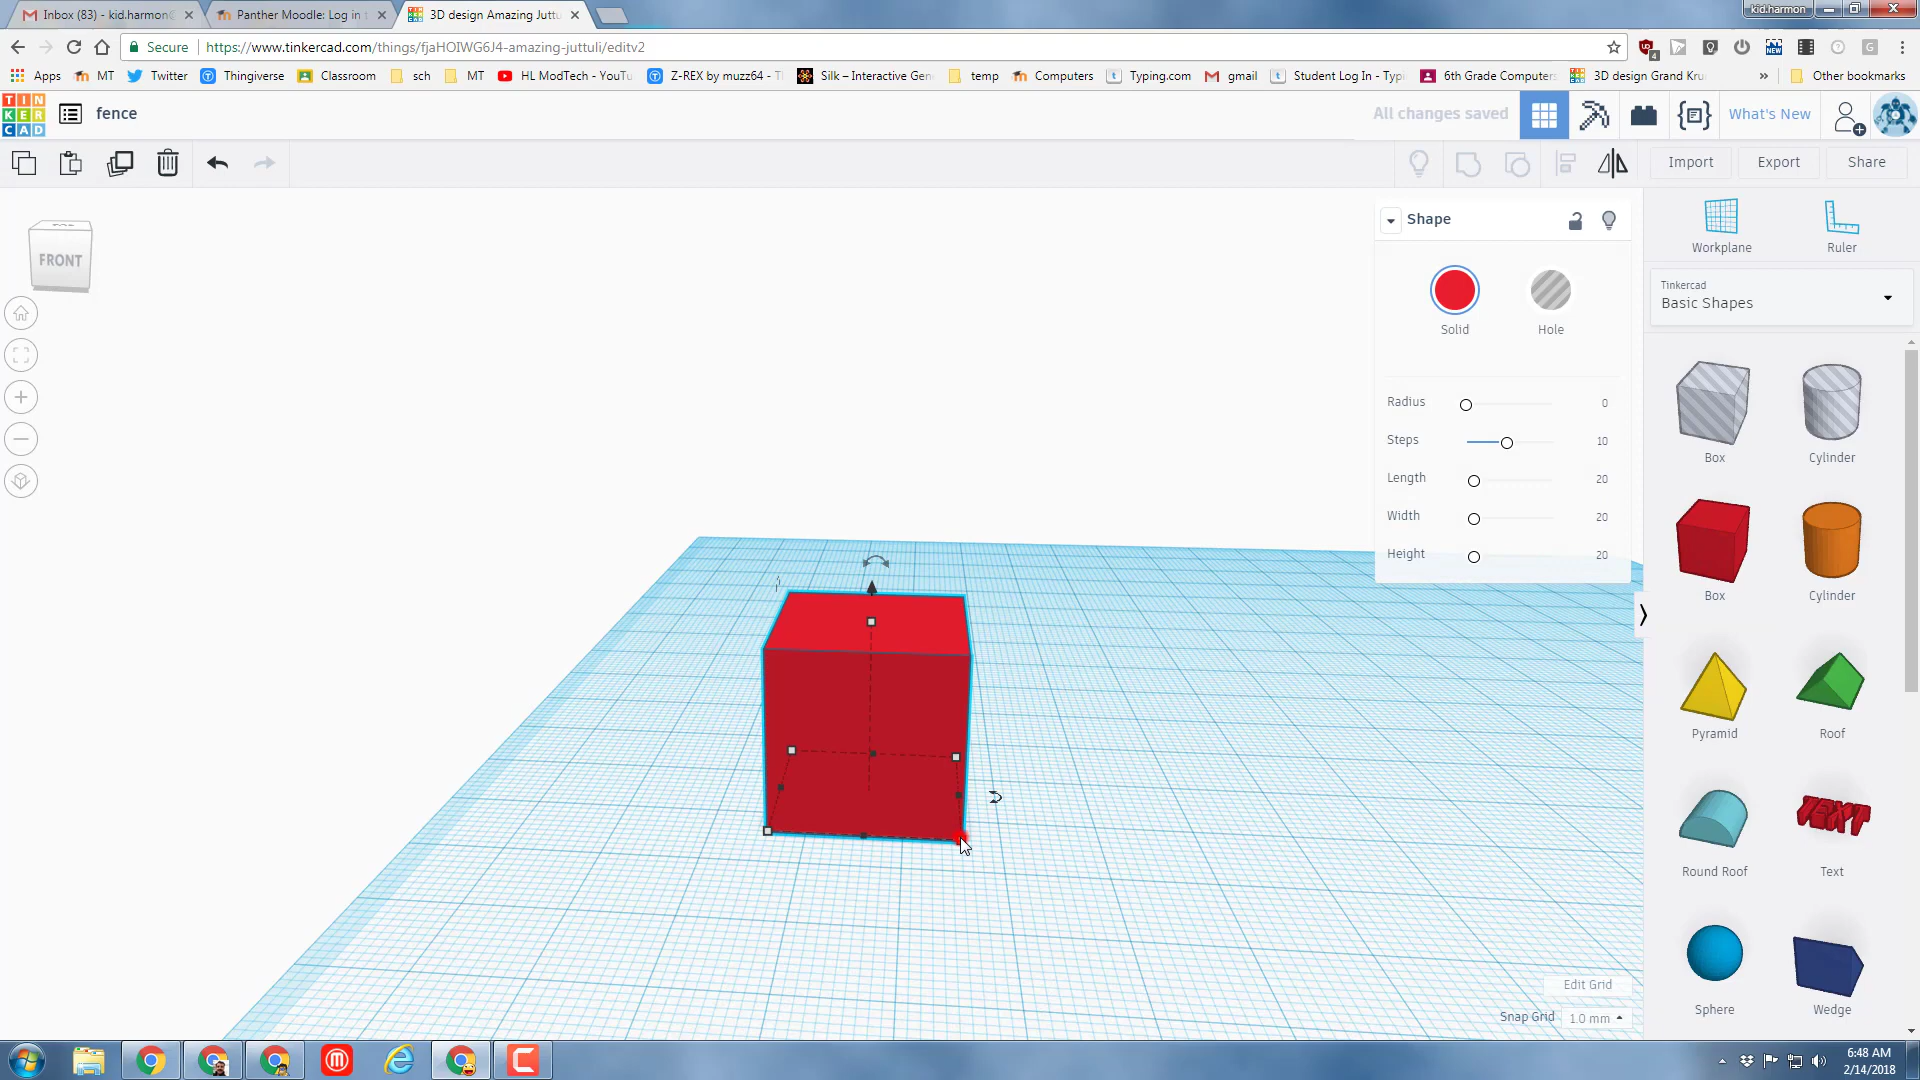 Inbox (83) - kid.harmon@
Panther Moodle: Log in t
3D design Amazing Juttu
kid.harmon
Secure
https://www.tinkercad.com/things/fjaHOIWG6J4-amazing-juttuli/editv2
Apps
MT
Twitter
Thingiverse
Classroom
sch
MT
HL ModTech - YouTu
Z-REX by muzz64 - T
Silk – Interactive Gen
temp
Computers
Typing.com
gmail
Student Log In - Typi
6th Grade Computers
3D design Grand Kru
»
Other bookmarks
TIN
KER
CAD
fence
All changes saved
What's New
Import
Export
Share
FRONT
Shape
Solid
Hole
Radius 0
Steps 10
Length 20
Width 20
Height 20
Workplane
Ruler
Tinkercad
Basic Shapes
Box
Cylinder
Box
Cylinder
Pyramid
Roof
TEXT
Round Roof
Text
Sphere
Wedge
Edit Grid
Snap Grid 1.0 mm
6:48 AM
2/14/2018